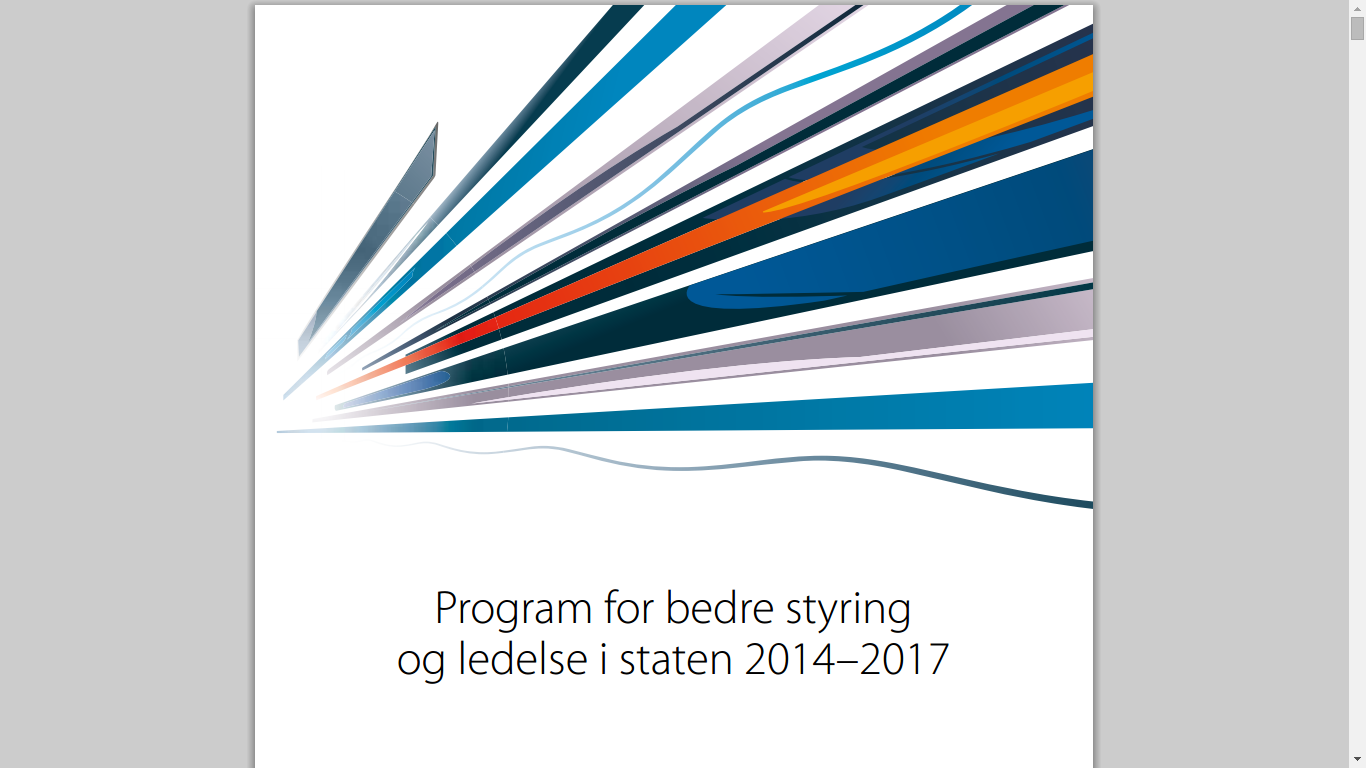 Program for bedre styring
og ledelse i staten 2014–2017